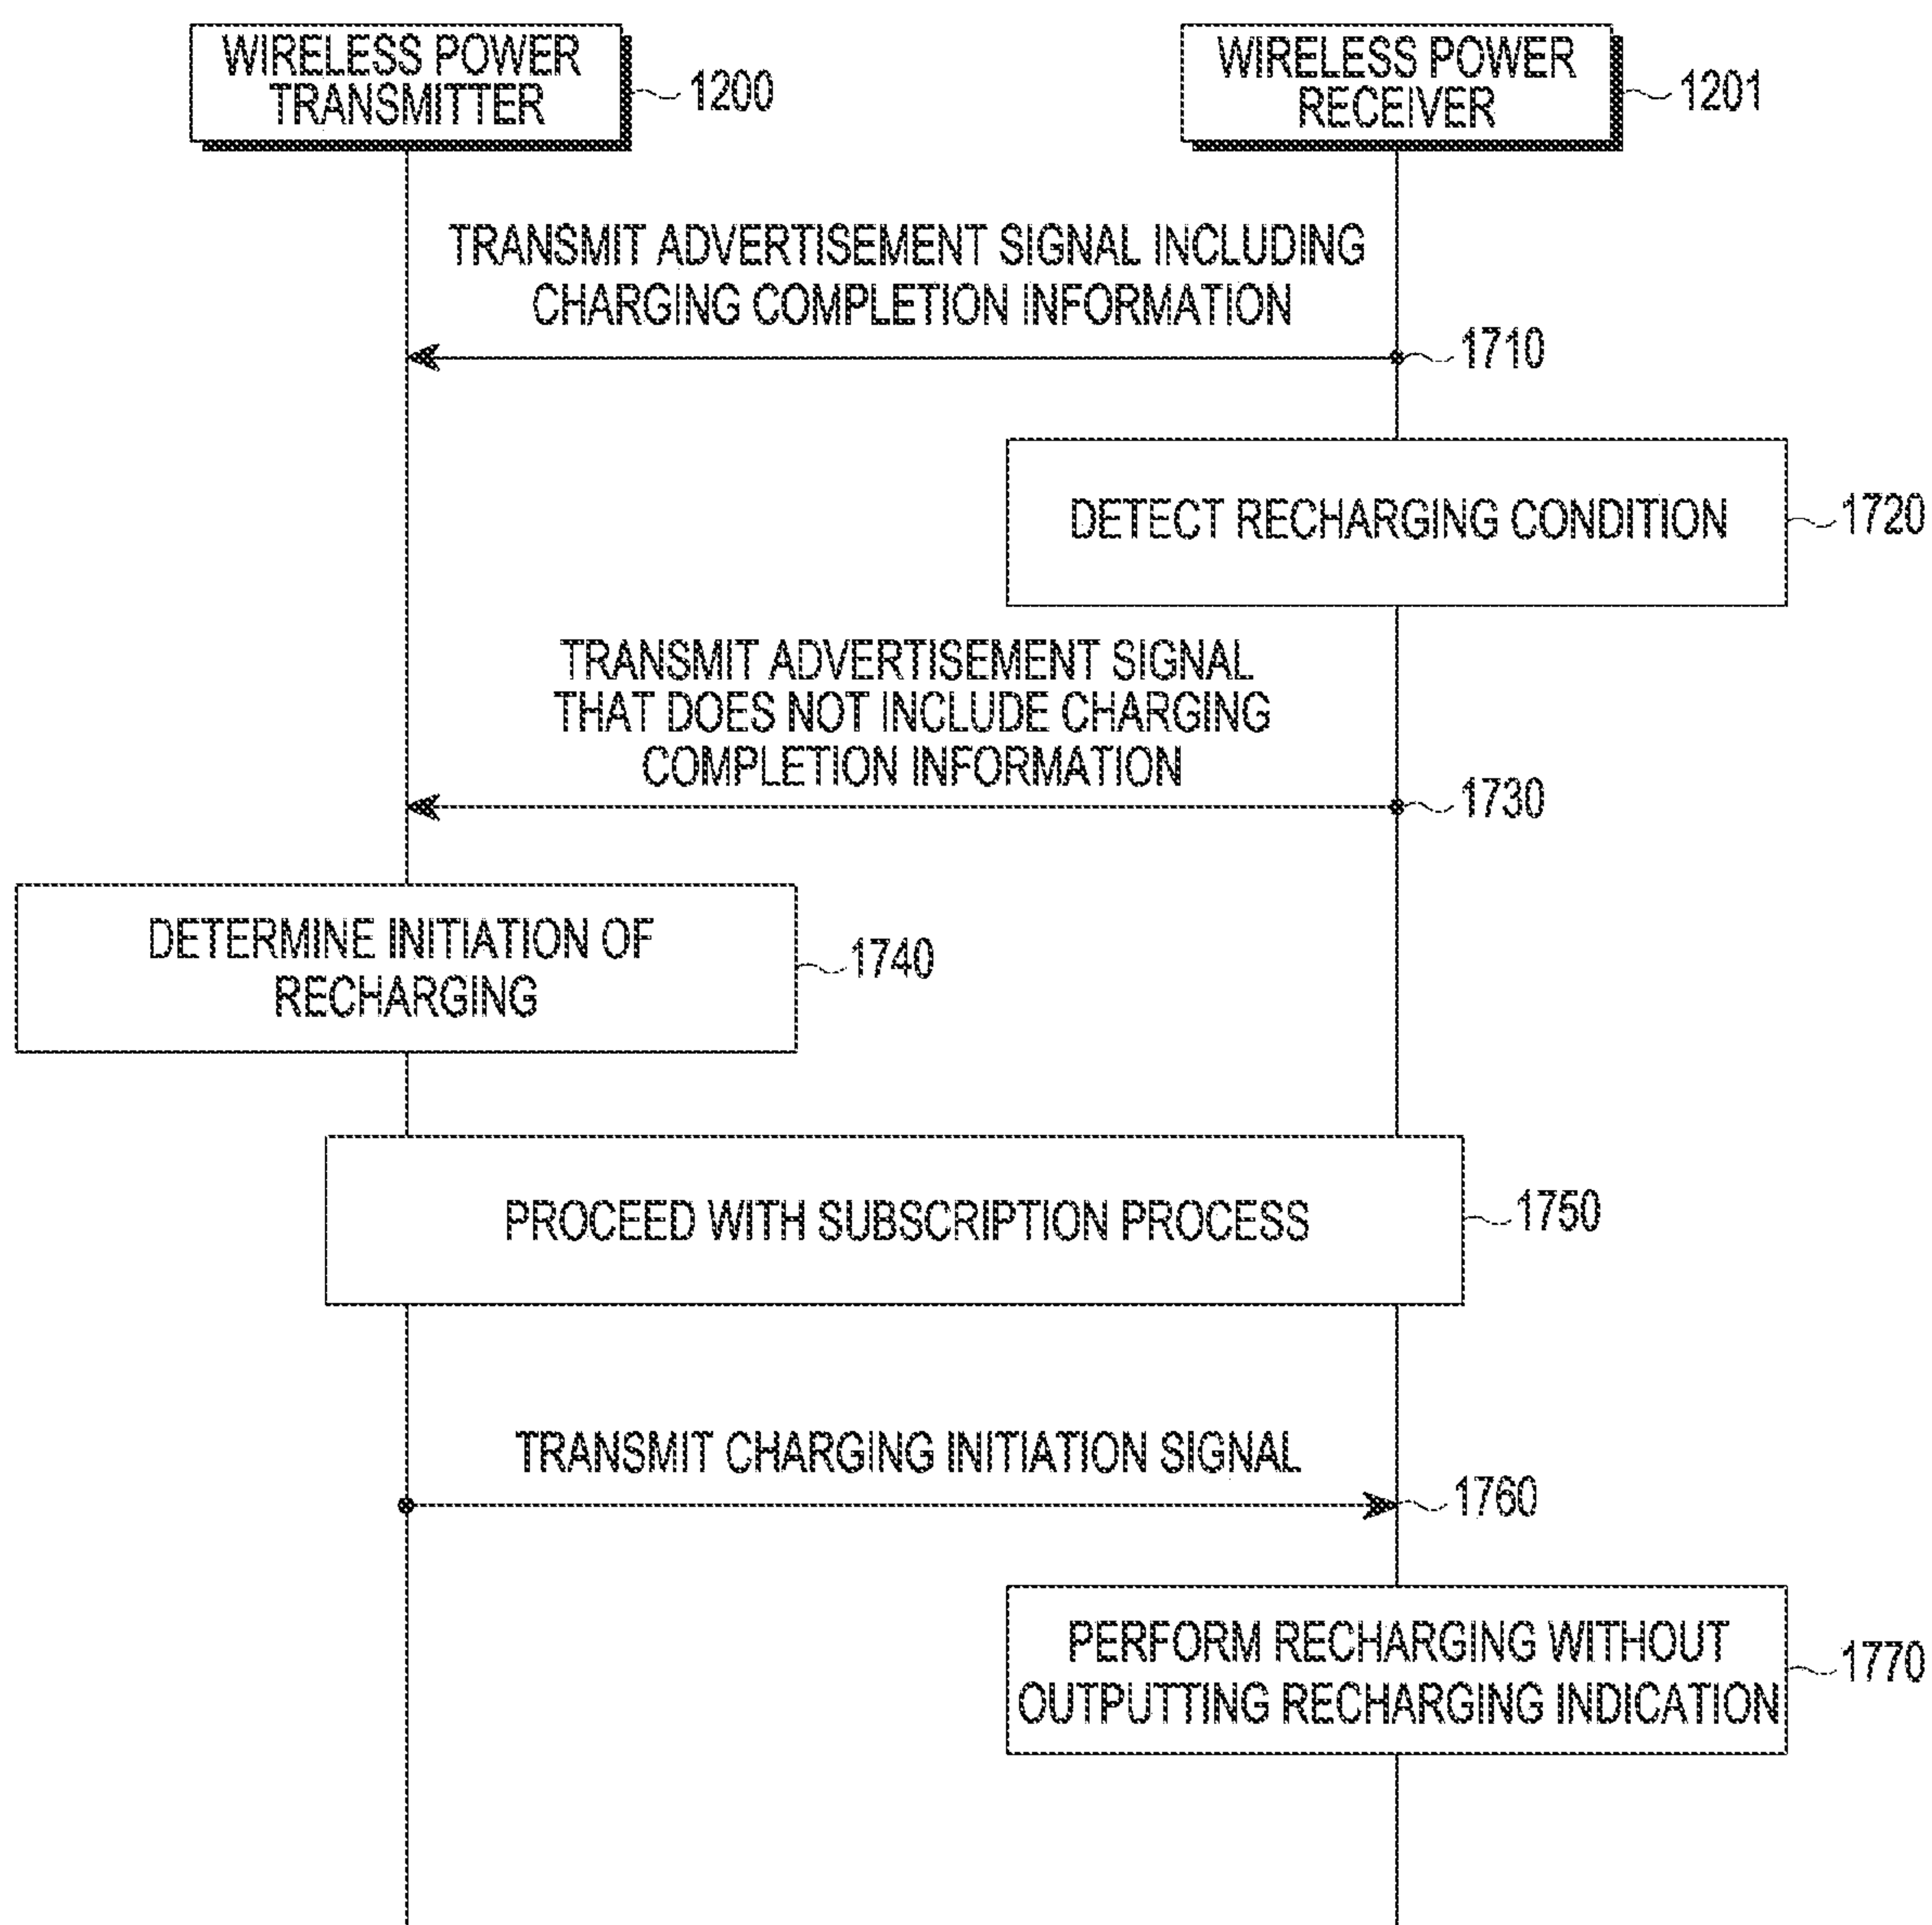 WIRELESS POWER
TRANSMITTER
1200
WIRELESS POWER
RECEIVER
1201
TRANSMIT ADVERTISEMENT SIGNAL INCLUDING
CHARGING COMPLETION INFORMATION
1710
DETECT RECHARGING CONDITION
1720
TRANSMIT ADVERTISEMENT SIGNAL
THAT DOES NOT INCLUDE CHARGING
COMPLETION INFORMATION
1730
DETERMINE INITIATION OF
RECHARGING
1740
PROCEED WITH SUBSCRIPTION PROCESS
1750
TRANSMIT CHARGING INITIATION SIGNAL
1760
PERFORM RECHARGING WITHOUT
OUTPUTTING RECHARGING INDICATION
1770